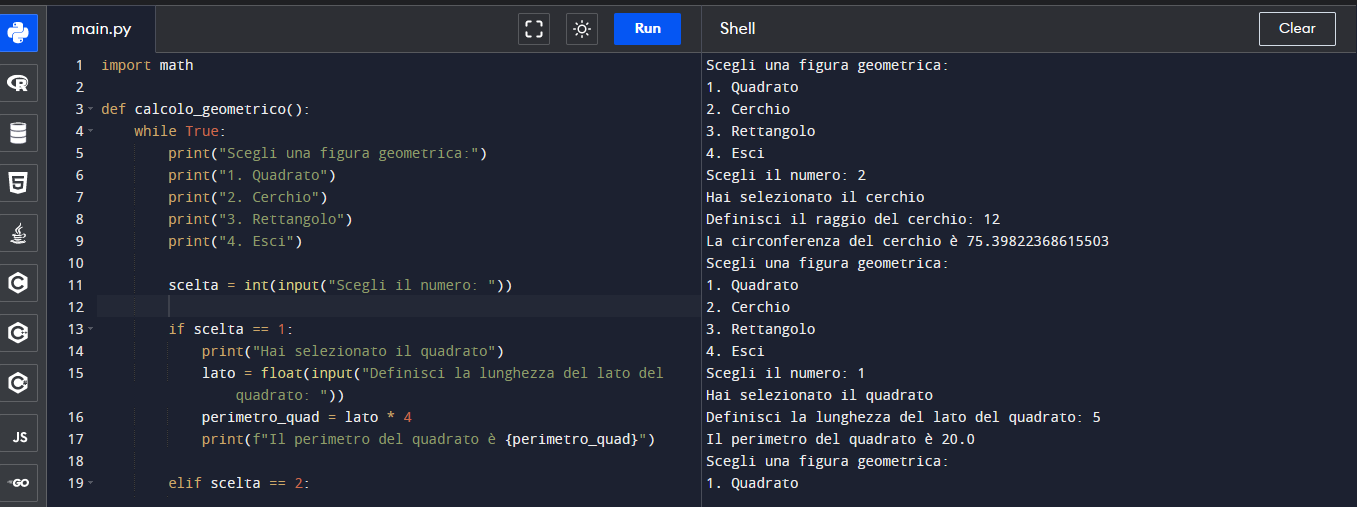 main.py
Run
1 import math
2
3 def calcolo_geometrico():
4 while True:
5 print("Scegli una figura geometrica:")
6 print("1. Quadrato")
7 print("2. Cerchio")
8 print("3. Rettangolo")
9 print("4. Esci")
10
11 scelta = int(input("Scegli il numero: "))
12
13 if scelta == 1:
14 print("Hai selezionato il quadrato")
15 lato = float(input("Definisci la lunghezza del lato del
quadrato: "))
16 perimetro_quad = lato * 4
17 print(f"Il perimetro del quadrato è {perimetro_quad}")
18
19 elif scelta == 2:
Shell
Clear
Scegli una figura geometrica:
1. Quadrato
2. Cerchio
3. Rettangolo
4. Esci
Scegli il numero: 2
Hai selezionato il cerchio
Definisci il raggio del cerchio: 12
La circonferenza del cerchio è 75.39822368615503
Scegli una figura geometrica:
1. Quadrato
2. Cerchio
3. Rettangolo
4. Esci
Scegli il numero: 1
Hai selezionato il quadrato
Definisci la lunghezza del lato del quadrato: 5
Il perimetro del quadrato è 20.0
Scegli una figura geometrica:
1. Quadrato
R
5
C
C
C
JS
GO